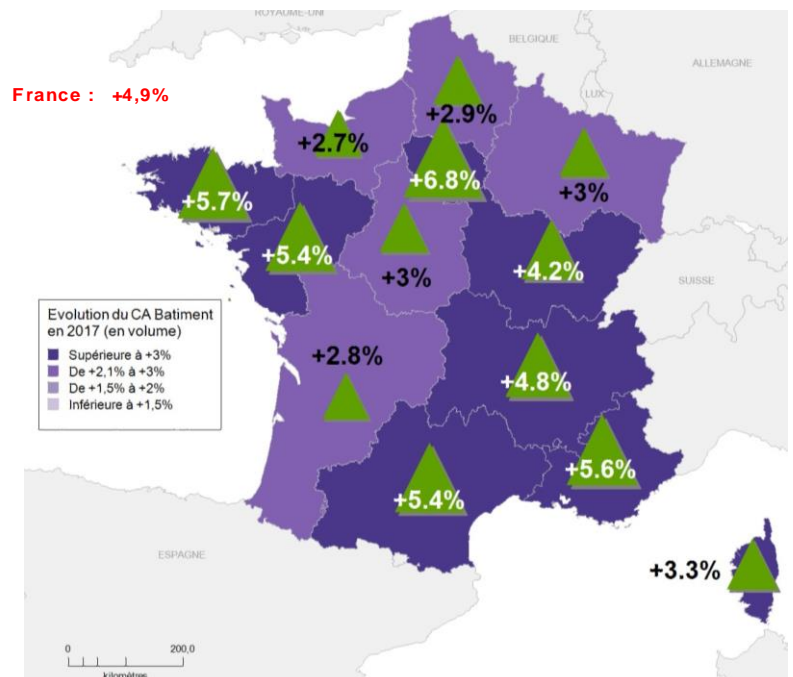 ROYAUME-UNI
BELGIQUE
ALLEMAGNE
LUX
France : +4,9%
+2.9%
+2.7%
+6.8%
+3%
+5.7%
+5.4%
+4.2%
+3%
SUISSE
Evolution du CA Batiment
en 2017 (en volume)
Supérieure à +3%
De +2,1% à +3%
De +1,5% à +2%
Inférieure à +1,5%
+2.8%
+4.8%
+5.6%
+5.4%
ESPAGNE
+3.3%
0 200,0
kilomètres